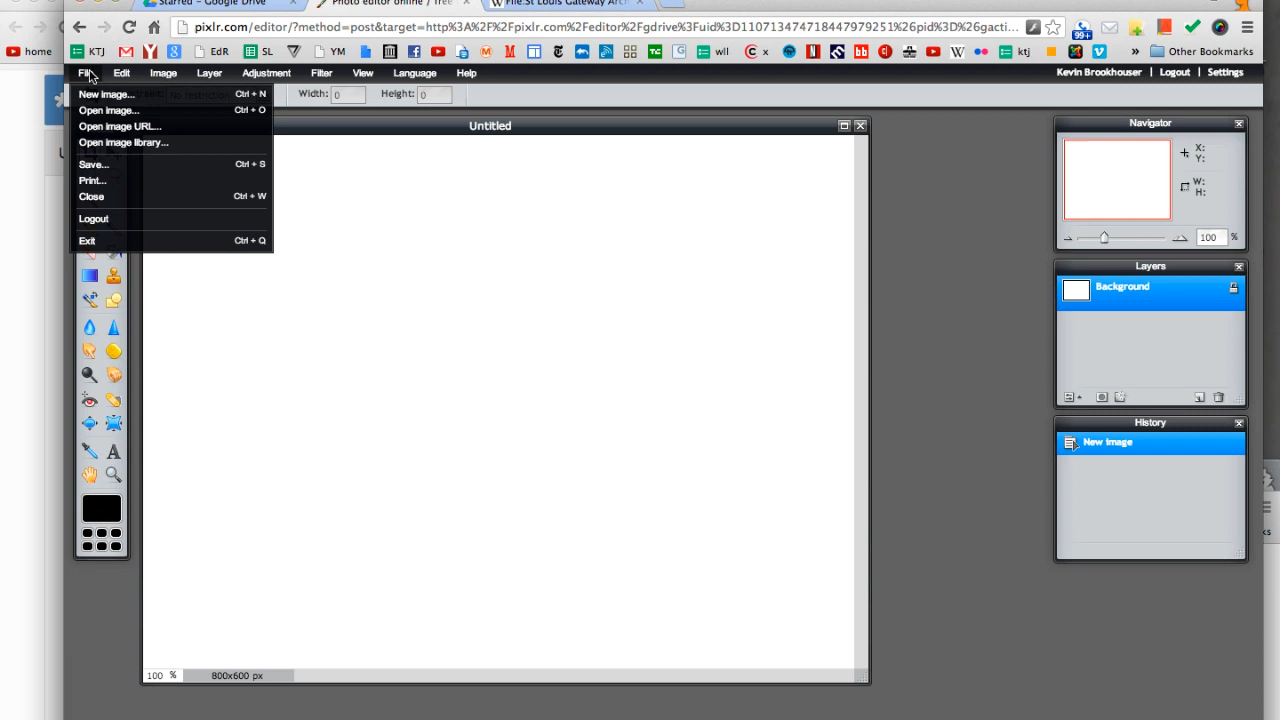 Starred – Google Drive
Photo editor online / free
File:St Louis Gateway Arch
pixlr.com/editor/?method=post&target=http%3A%2F%2Fpixlr.com%2Feditor%2Fgdrive%3Fuid%3D110713474718447979251%26pid%3D%26gacti...
99+
home
KTJ
EdR
SL
YM
wll
x
ktj
»
Other Bookmarks
File Edit Image Layer Adjustment Filter View Language Help
Kevin Brookhouser | Logout | Settings
New image... Ctrl + N
Width: 0 Height: 0
Open image... Ctrl + O
Open image URL...
Open image library...
Save... Ctrl + S
Print...
Close Ctrl + W
Logout
Exit Ctrl + Q
Untitled
100 % 800x600 px
Navigator
X:
Y:
W:
H:
100 %
Layers
Background
History
New image